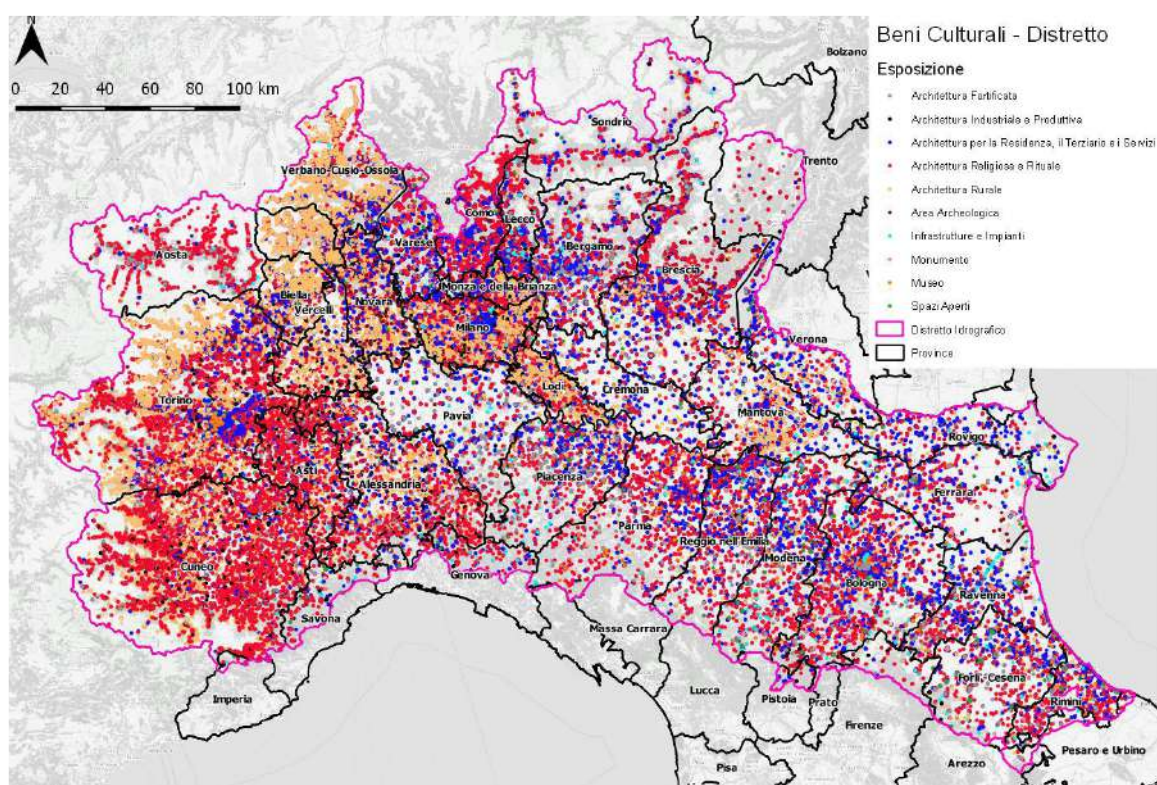 N
0 20 40 60 80 100 km
Beni Culturali - Distretto
Esposizione
Architettura Fortificata
Architettura Industriale e Produttiva
Architettura per la Residenza, il Terziario e i Servizi
Architettura Religiosa e Rituale
Architettura Rurale
Area Archeologica
Infrastrutture e Impianti
Monumento
Museo
Spazi Aperti
Distretto Idrografico
Province
Bolzano
Sondrio
Trento
Verbano-Cusio-Ossola
Como
Lecco
Aosta
Varese
Bergamo
Brescia
Biella
Novara
Monza e della Brianza
Vercelli
Milano
Verona
Torino
Lodi
Cremona
Pavia
Mantova
Rovigo
Asti
Alessandria
Piacenza
Ferrara
Parma
Reggio nell'Emilia
Modena
Cuneo
Genova
Bologna
Ravenna
Savona
Massa Carrara
Forlì-Cesena
Imperia
Lucca
Pistoia
Prato
Rimini
Firenze
Pesaro e Urbino
Pisa
Arezzo